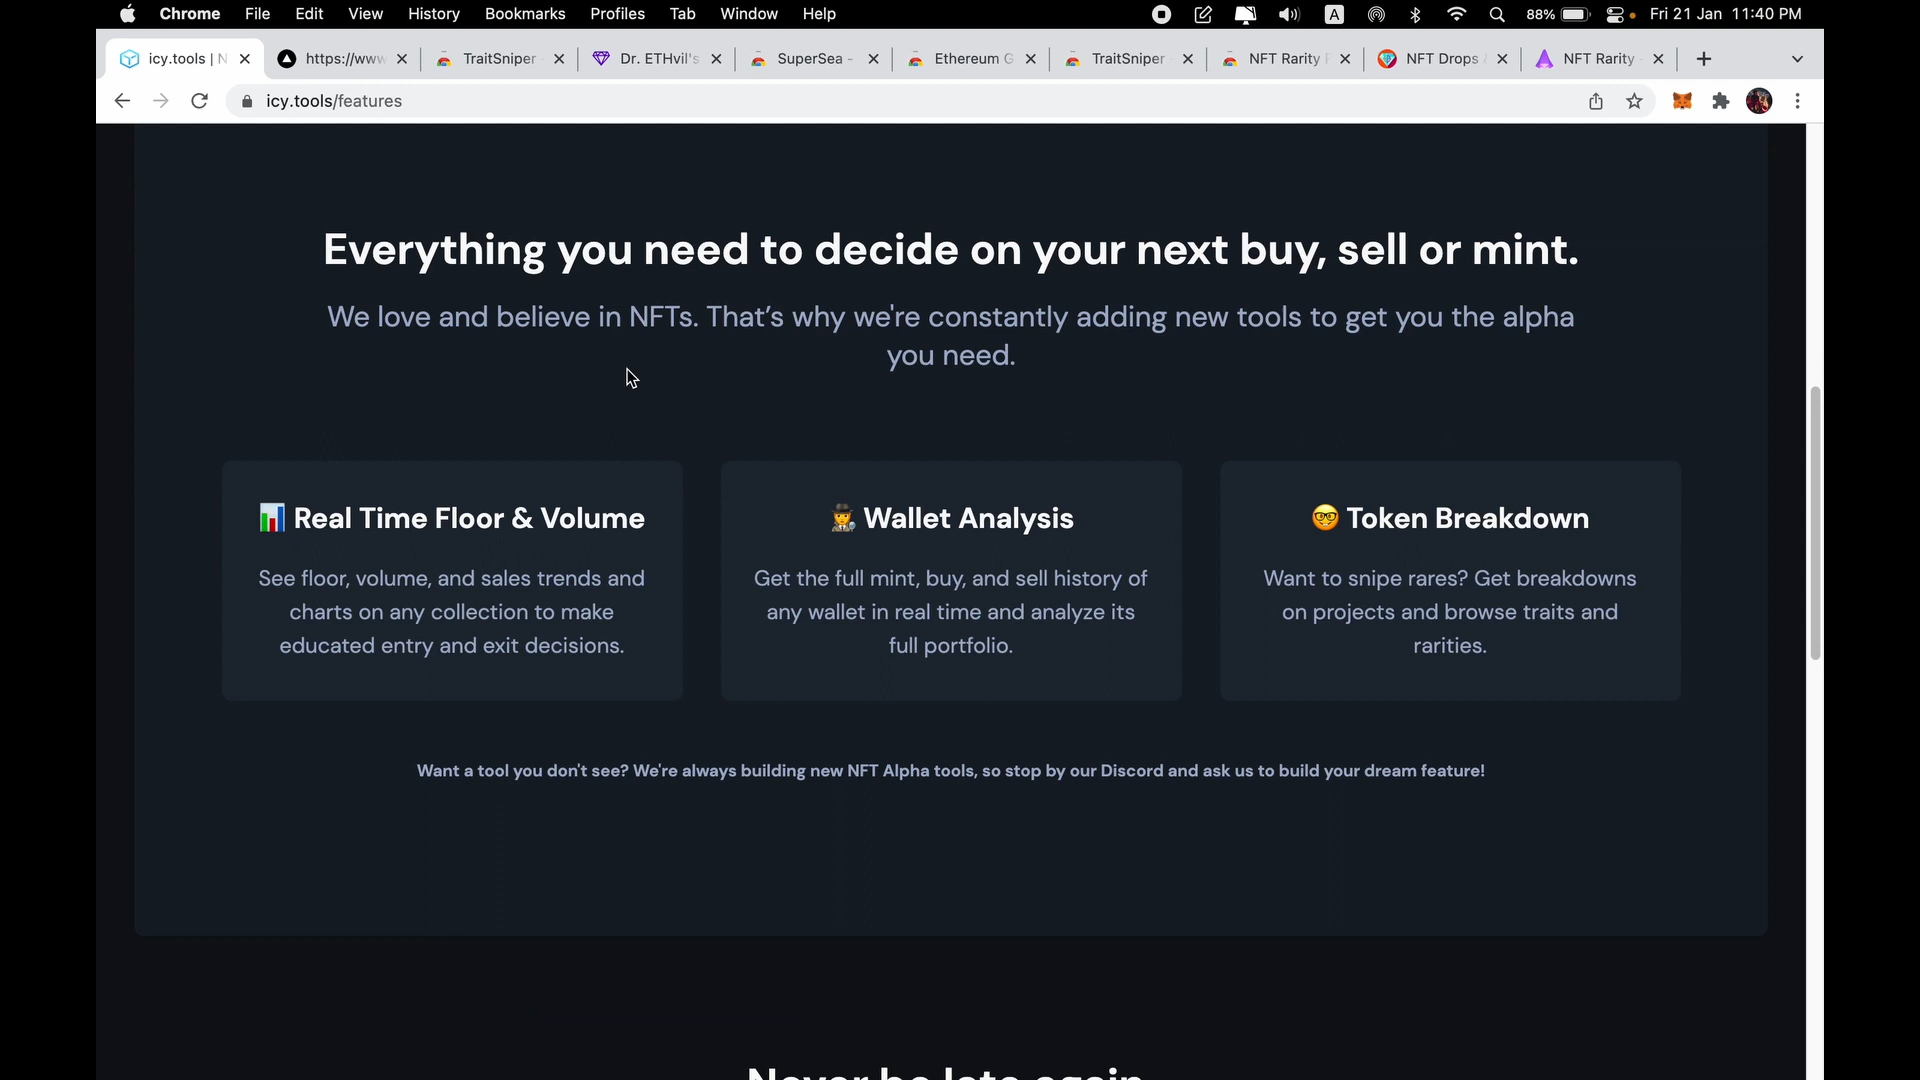 Chrome File Edit View History Bookmarks Profiles Tab Window Help A 88% Fri 21 Jan 11:40 PM
icy.tools | N https://www TraitSniper Dr. ETHvil's SuperSea - Ethereum G TraitSniper NFT Rarity NFT Drops NFT Rarity
icy.tools/features
Everything you need to decide on your next buy, sell or mint.
We love and believe in NFTs. That's why we're constantly adding new tools to get you the alpha
you need.
Real Time Floor & Volume
See floor, volume, and sales trends and
charts on any collection to make
educated entry and exit decisions.
Wallet Analysis
Get the full mint, buy, and sell history of
any wallet in real time and analyze its
full portfolio.
Token Breakdown
Want to snipe rares? Get breakdowns
on projects and browse traits and
rarities.
Want a tool you don't see? We're always building new NFT Alpha tools, so stop by our Discord and ask us to build your dream feature!
Never be late again